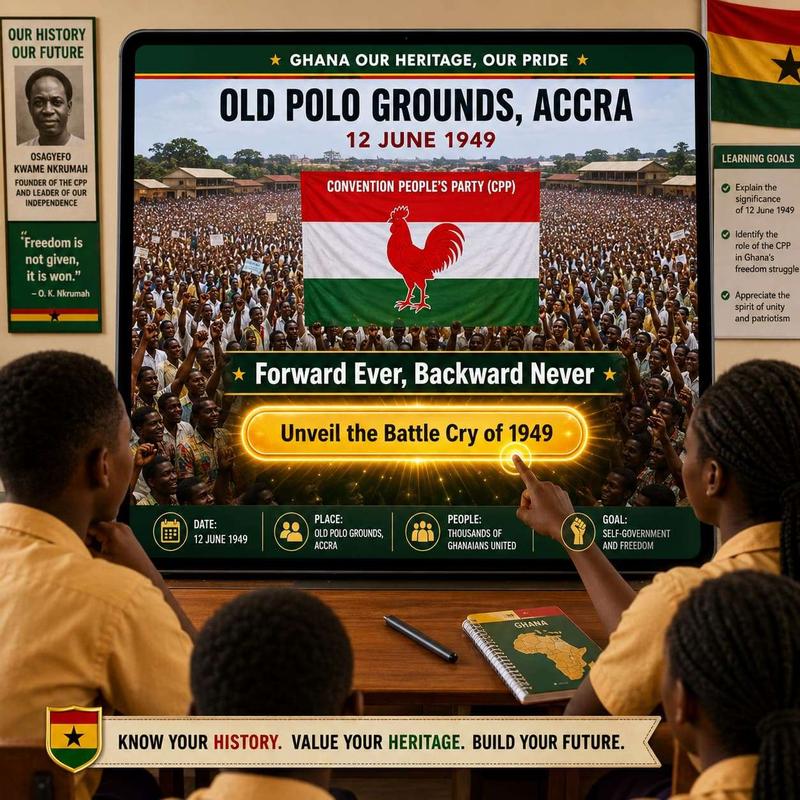 OUR HISTORY
OUR FUTURE
OSAGYEFO
KWAME NKRUMAH
FOUNDER OF THE CPP
AND LEADER OF OUR
INDEPENDENCE
“Freedom is
not given,
it is won.”
– O. K. Nkrumah
GHANA OUR HERITAGE, OUR PRIDE
OLD POLO GROUNDS, ACCRA
12 JUNE 1949
CONVENTION PEOPLE'S PARTY (CPP)
Forward Ever, Backward Never
Unveil the Battle Cry of 1949
DATE:
12 JUNE 1949
PLACE:
OLD POLO GROUNDS,
ACCRA
PEOPLE:
THOUSANDS OF
GHANAIANS UNITED
GOAL:
SELF-GOVERNMENT
AND FREEDOM
LEARNING GOALS
Explain the
significance
of 12 June 1949
Identify the
role of the CPP
in Ghana's
freedom struggle
Appreciate the
spirit of unity
and patriotism
GHANA
KNOW YOUR HISTORY. VALUE YOUR HERITAGE. BUILD YOUR FUTURE.